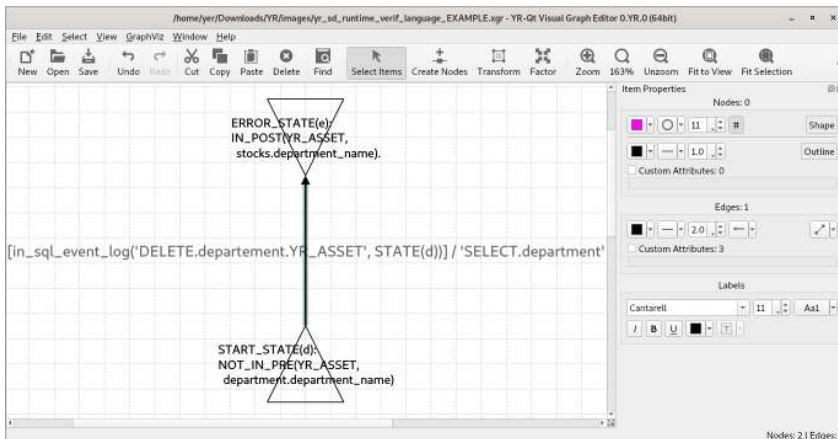 /home/yer/Downloads/YR/images/yr_sd_runtime_verif_language_EXAMPLE.xgr - YR-Qt Visual Graph Editor 0.YR.0 (64bit)
File Edit Select View GraphViz Window Help
New Open Save Undo Redo Cut Copy Paste Delete Find Select Items Create Nodes Transform Factor Zoom 163% Unzoom Fit to View Fit Selection
Item Properties
Nodes: 0
11 # Shape
1.0 Outline
Custom Attributes: 0
Edges: 1
2.0
Custom Attributes: 3
Labels
Cantarell 11 Aa1
I B U T
ERROR_STATE(e):
IN_POST(YR_ASSET,
stocks.department_name).
[in_sql_event_log('DELETE.departement.YR_ASSET', STATE(d))] / 'SELECT.department'
START_STATE(d):
NOT_IN_PRE(YR_ASSET,
department.department_name)
Nodes: 2 | Edges: